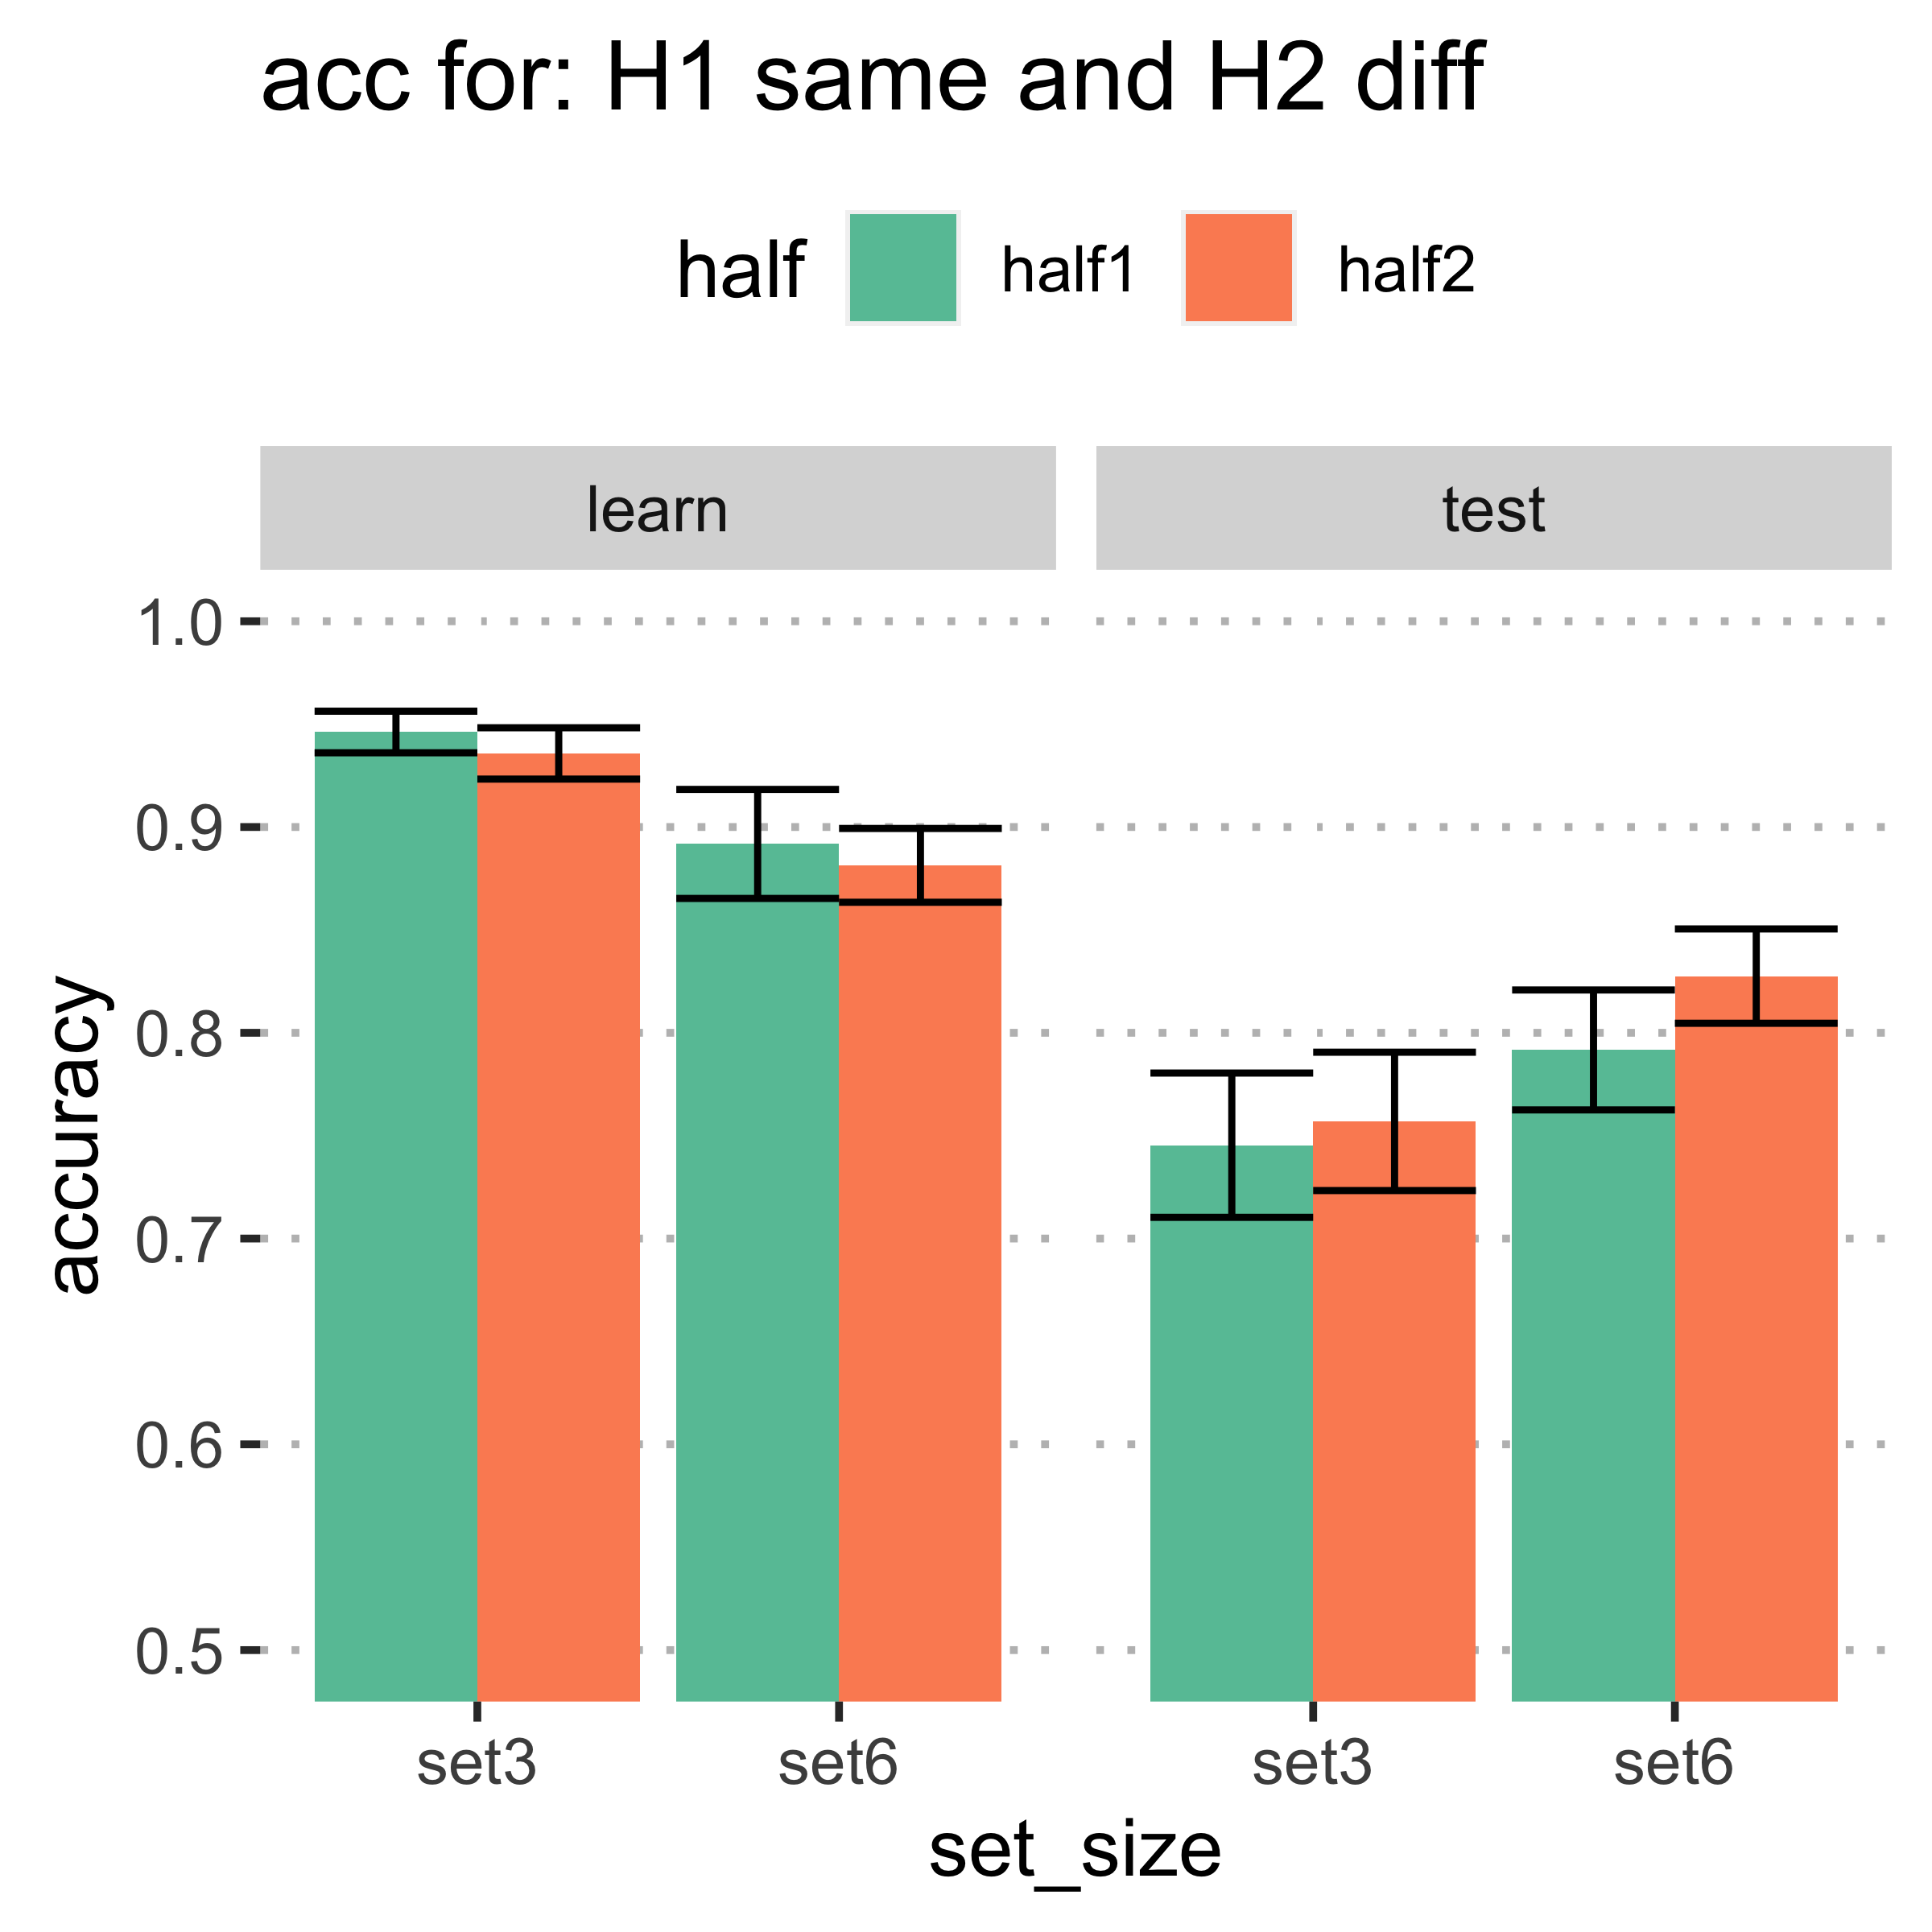 acc for: H1 same and H2 diff
half half1 half2
learn test
1.0
0.9
0.8
0.7
0.6
0.5
accuracy
set3 set6 set3 set6
set_size